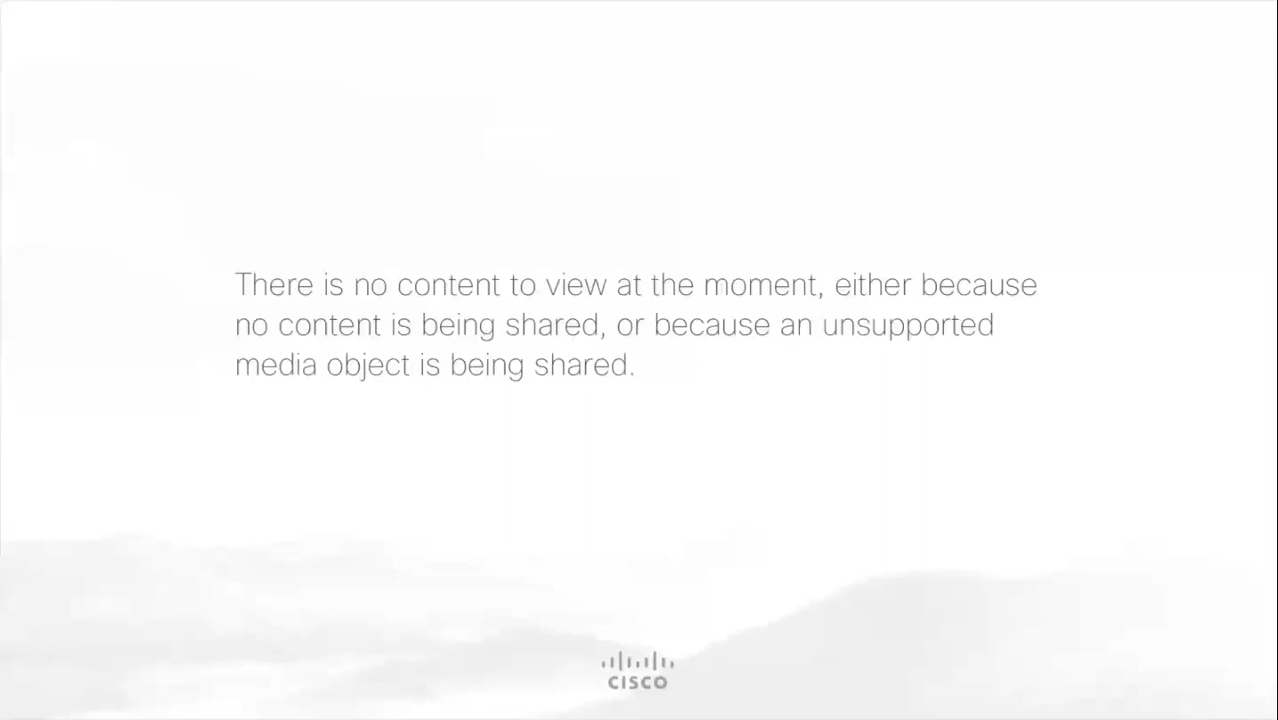 There is no content to view at the moment, either because
no content is being shared, or because an unsupported
media object is being shared.
CISCO